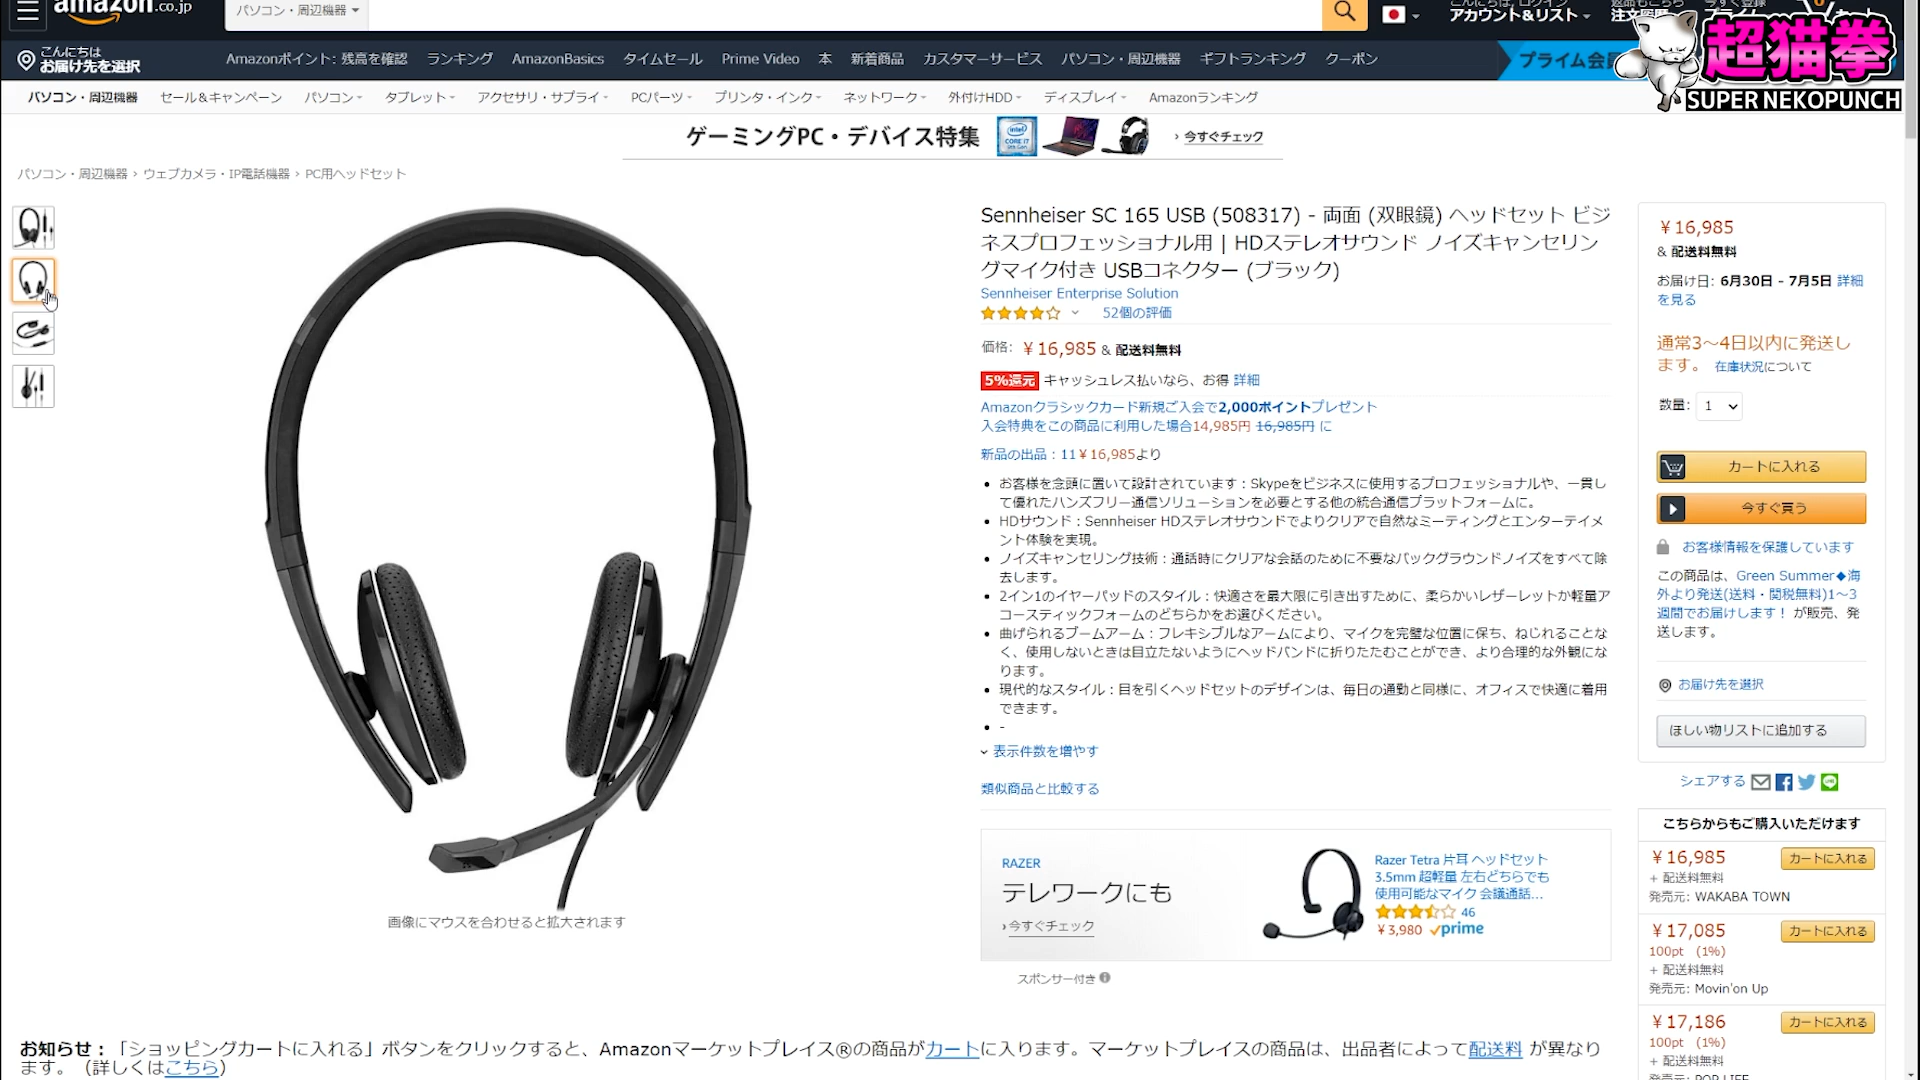 amazon.co.jp
パソコン・周辺機器
アカウント&リスト
超猫拳
SUPER NEKOPUNCH
こんにちは
お届け先を選択
Amazonポイント: 残高を確認 ランキング AmazonBasics タイムセール Prime Video 本 新着商品 カスタマーサービス パソコン・周辺機器 ギフトランキング クーポン
プライム会
パソコン・周辺機器 セール&キャンペーン パソコン タブレット アクセサリ・サプライ PCパーツ プリンタ・インク ネットワーク 外付けHDD ディスプレイ Amazonランキング
ゲーミングPC・デバイス特集
intel
CORE i7
› 今すぐチェック
パソコン・周辺機器 › ウェブカメラ・IP電話機器 › PC用ヘッドセット
画像にマウスを合わせると拡大されます
Sennheiser SC 165 USB (508317) - 両面 (双眼鏡) ヘッドセット ビジ
ネスプロフェッショナル用 | HDステレオサウンド ノイズキャンセリン
グマイク付き USBコネクター (ブラック)
Sennheiser Enterprise Solution
52個の評価
価格: ￥16,985 & 配送料無料
5%還元 キャッシュレス払いなら、お得 詳細
Amazonクラシックカード新規ご入会で2,000ポイントプレゼント
入会特典をこの商品に利用した場合14,985円 16,985円 に
新品の出品：11￥16,985より
お客様を念頭に置いて設計されています：Skypeをビジネスに使用するプロフェッショナルや、一貫し
て優れたハンズフリー通信ソリューションを必要とする他の統合通信プラットフォームに。
HDサウンド：Sennheiser HDステレオサウンドでよりクリアで自然なミーティングとエンターテイメ
ント体験を実現。
ノイズキャンセリング技術：通話時にクリアな会話のために不要なバックグラウンドノイズをすべて除
去します。
2イン1のイヤーパッドのスタイル：快適さを最大限に引き出すために、柔らかいレザーレットか軽量ア
コースティックフォームのどちらかをお選びください。
曲げられるブームアーム：フレキシブルなアームにより、マイクを完璧な位置に保ち、ねじれることな
く、使用しないときは目立たないようにヘッドバンドに折りたたむことができ、より合理的な外観にな
ります。
現代的なスタイル：目を引くヘッドセットのデザインは、毎日の通勤と同様に、オフィスで快適に着用
できます。
-
表示件数を増やす
類似商品と比較する
RAZER
テレワークにも
›今すぐチェック
Razer Tetra 片耳 ヘッドセット
3.5mm 超軽量 左右どちらでも
使用可能なマイク 会議通話…
46
￥3,980 prime
スポンサー付き
￥16,985
& 配送料無料
お届け日: 6月30日 - 7月5日 詳細
を見る
通常3～4日以内に発送し
ます。 在庫状況について
数量: 1
カートに入れる
今すぐ買う
お客様情報を保護しています
この商品は、Green Summer◆海
外より発送(送料・関税無料)1～3
週間でお届けします！ が販売、発
送します。
お届け先を選択
ほしい物リストに追加する
シェアする
こちらからもご購入いただけます
￥16,985 カートに入れる
+ 配送料無料
発売元: WAKABA TOWN
￥17,085 カートに入れる
100pt (1%)
+ 配送料無料
発売元: Movin'on Up
￥17,186 カートに入れる
100pt (1%)
+ 配送料無料
お知らせ：「ショッピングカートに入れる」ボタンをクリックすると、Amazonマーケットプレイス®の商品がカートに入ります。マーケットプレイスの商品は、出品者によって配送料 が異なり
ます。（詳しくはこちら）